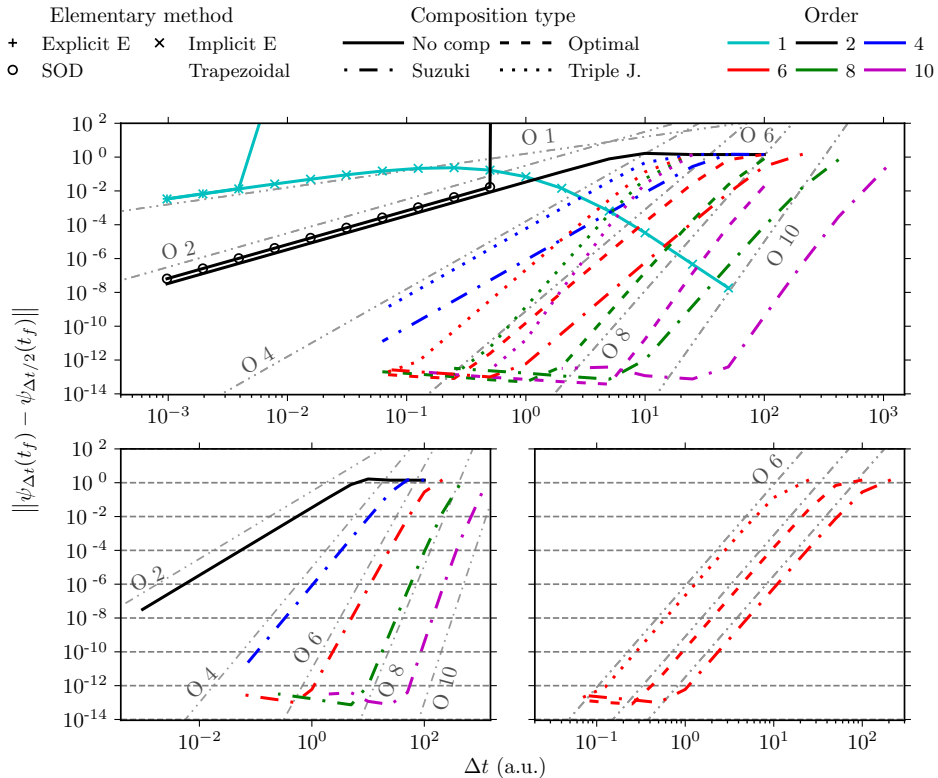 Elementary method Composition type Order
Explicit E Implicit E No comp Optimal 1 2 4
SOD Trapezoidal Suzuki Triple J. 6 8 10
||ψ_{Δt}(t_f) − ψ_{Δt/2}(t_f)||
10^2
10^0
10^{−2}
10^{−4}
10^{−6}
10^{−8}
10^{−10}
10^{−12}
10^{−14}
O 1
O 6
O 2
O 10
O 4
O 8
10^{−3} 10^{−2} 10^{−1} 10^0 10^1 10^2 10^3
10^2
10^0
10^{−2}
10^{−4}
10^{−6}
10^{−8}
10^{−10}
10^{−12}
10^{−14}
O 2
O 4
O 6
O 8
O 10
10^{−2} 10^0 10^2
O 6
10^{−1} 10^0 10^1 10^2
Δt (a.u.)